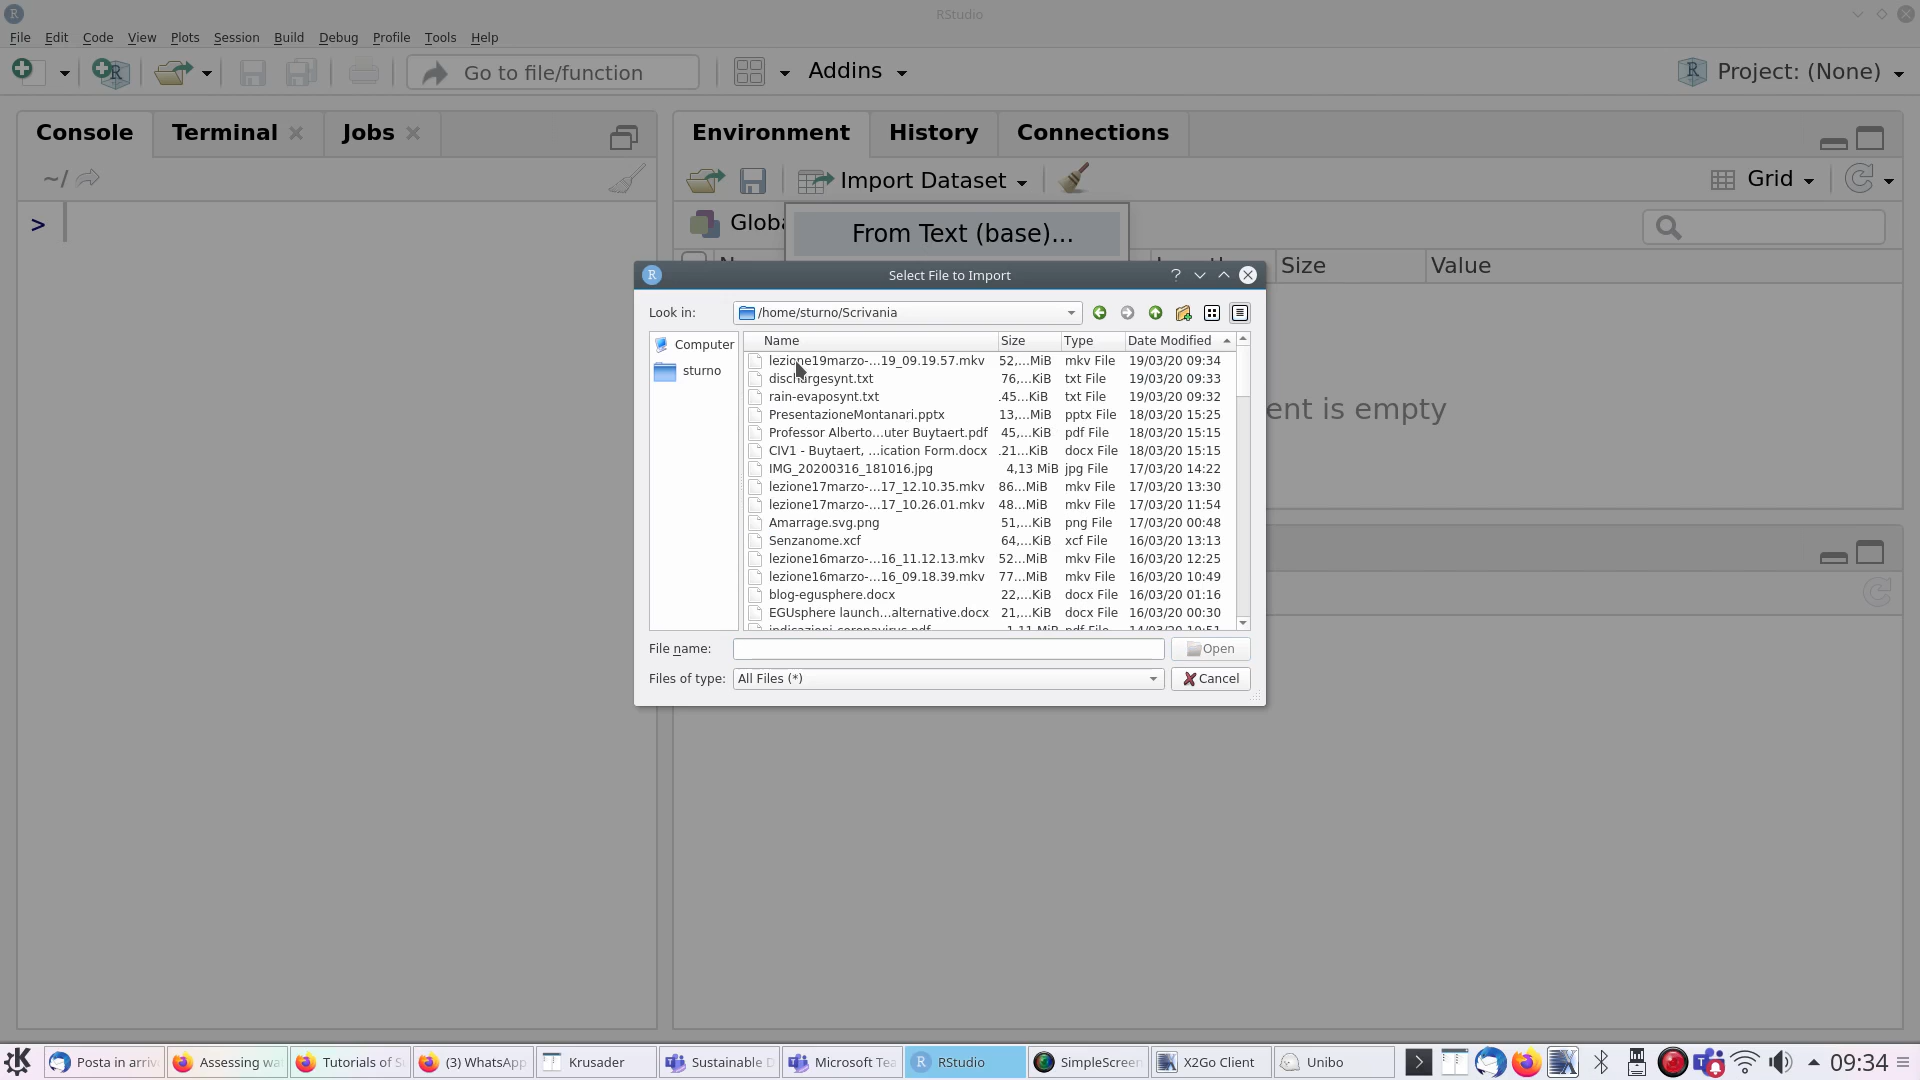 RStudio
File Edit Code View Plots Session Build Debug Profile Tools Help
Go to file/function Addins Project: (None)
Console Terminal Jobs Environment History Connections
~/ Import Dataset Grid
> Globa
From Text (base)...
Size Value
Select File to Import
Look in: /home/sturno/Scrivania
Computer
sturno
Name Size Type Date Modified
lezione19marzo-...19_09.19.57.mkv 52,...MiB mkv File 19/03/20 09:34
dischargesynt.txt 76,...KiB txt File 19/03/20 09:33
rain-evaposynt.txt .45...KiB txt File 19/03/20 09:32
PresentazioneMontanari.pptx 13,...MiB pptx File 18/03/20 15:25
Professor Alberto...uter Buytaert.pdf 45,...KiB pdf File 18/03/20 15:15
CIV1 - Buytaert, ...ication Form.docx .21...KiB docx File 18/03/20 15:15
IMG_20200316_181016.jpg 4,13 MiB jpg File 17/03/20 14:22
lezione17marzo-...17_12.10.35.mkv 86...MiB mkv File 17/03/20 13:30
lezione17marzo-...17_10.26.01.mkv 48...MiB mkv File 17/03/20 11:54
Amarrage.svg.png 51,...KiB png File 17/03/20 00:48
Senzanome.xcf 64,...KiB xcf File 16/03/20 13:13
lezione16marzo-...16_11.12.13.mkv 52...MiB mkv File 16/03/20 12:25
lezione16marzo-...16_09.18.39.mkv 77...MiB mkv File 16/03/20 10:49
blog-egusphere.docx 22,...KiB docx File 16/03/20 01:16
EGUsphere launch...alternative.docx 21,...KiB docx File 16/03/20 00:30
indicazioni-coronavirus.pdf 1,11 MiB pdf File 14/03/20 10:51
ent is empty
File name: Open
Files of type: All Files (*) Cancel
Posta in arriv Assessing wa Tutorials of S (3) WhatsApp Krusader Sustainable D Microsoft Tea RStudio SimpleScreen X2Go Client Unibo 09:34